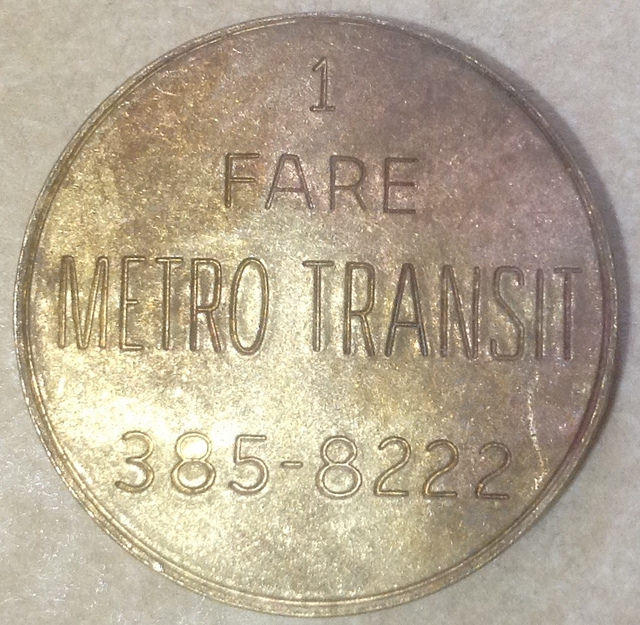 1
FARE
METRO TRANSIT
385-8222